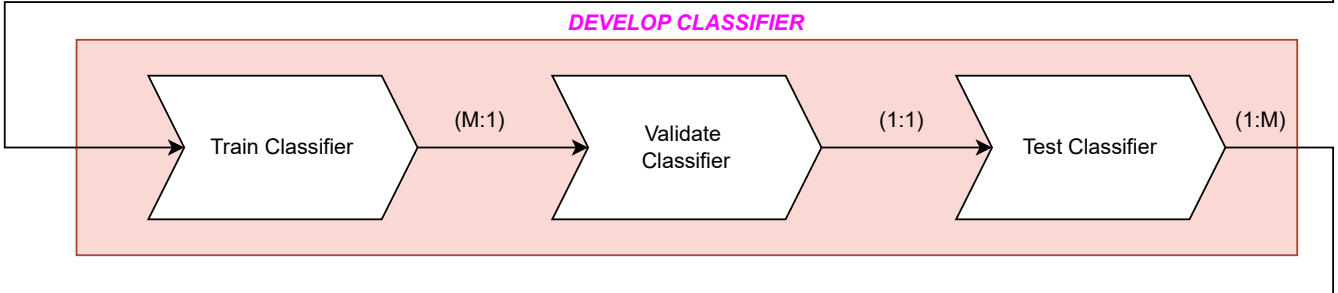 DEVELOP CLASSIFIER
(M:1)
(1:1)
(1:M)
Train Classifier
Validate
Classifier
Test Classifier